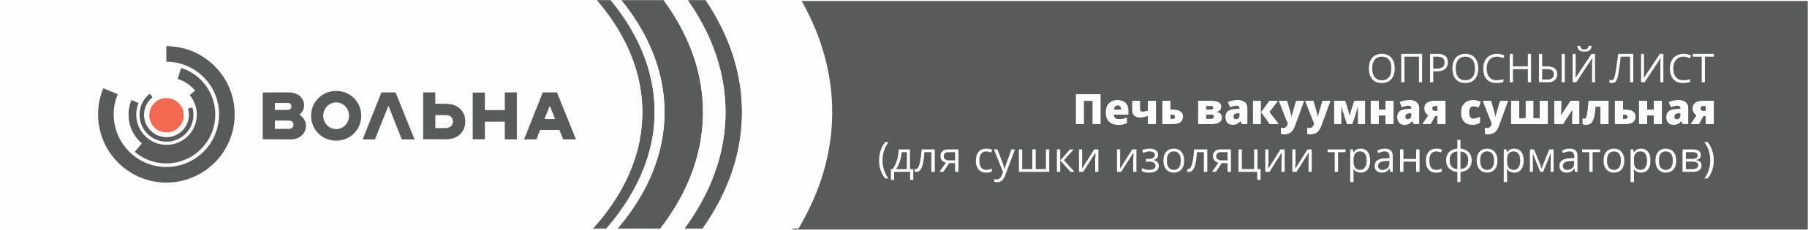 ВОЛЬНА
ОПРОСНЫЙ ЛИСТ
Печь вакуумная сушильная
(для сушки изоляции трансформаторов)